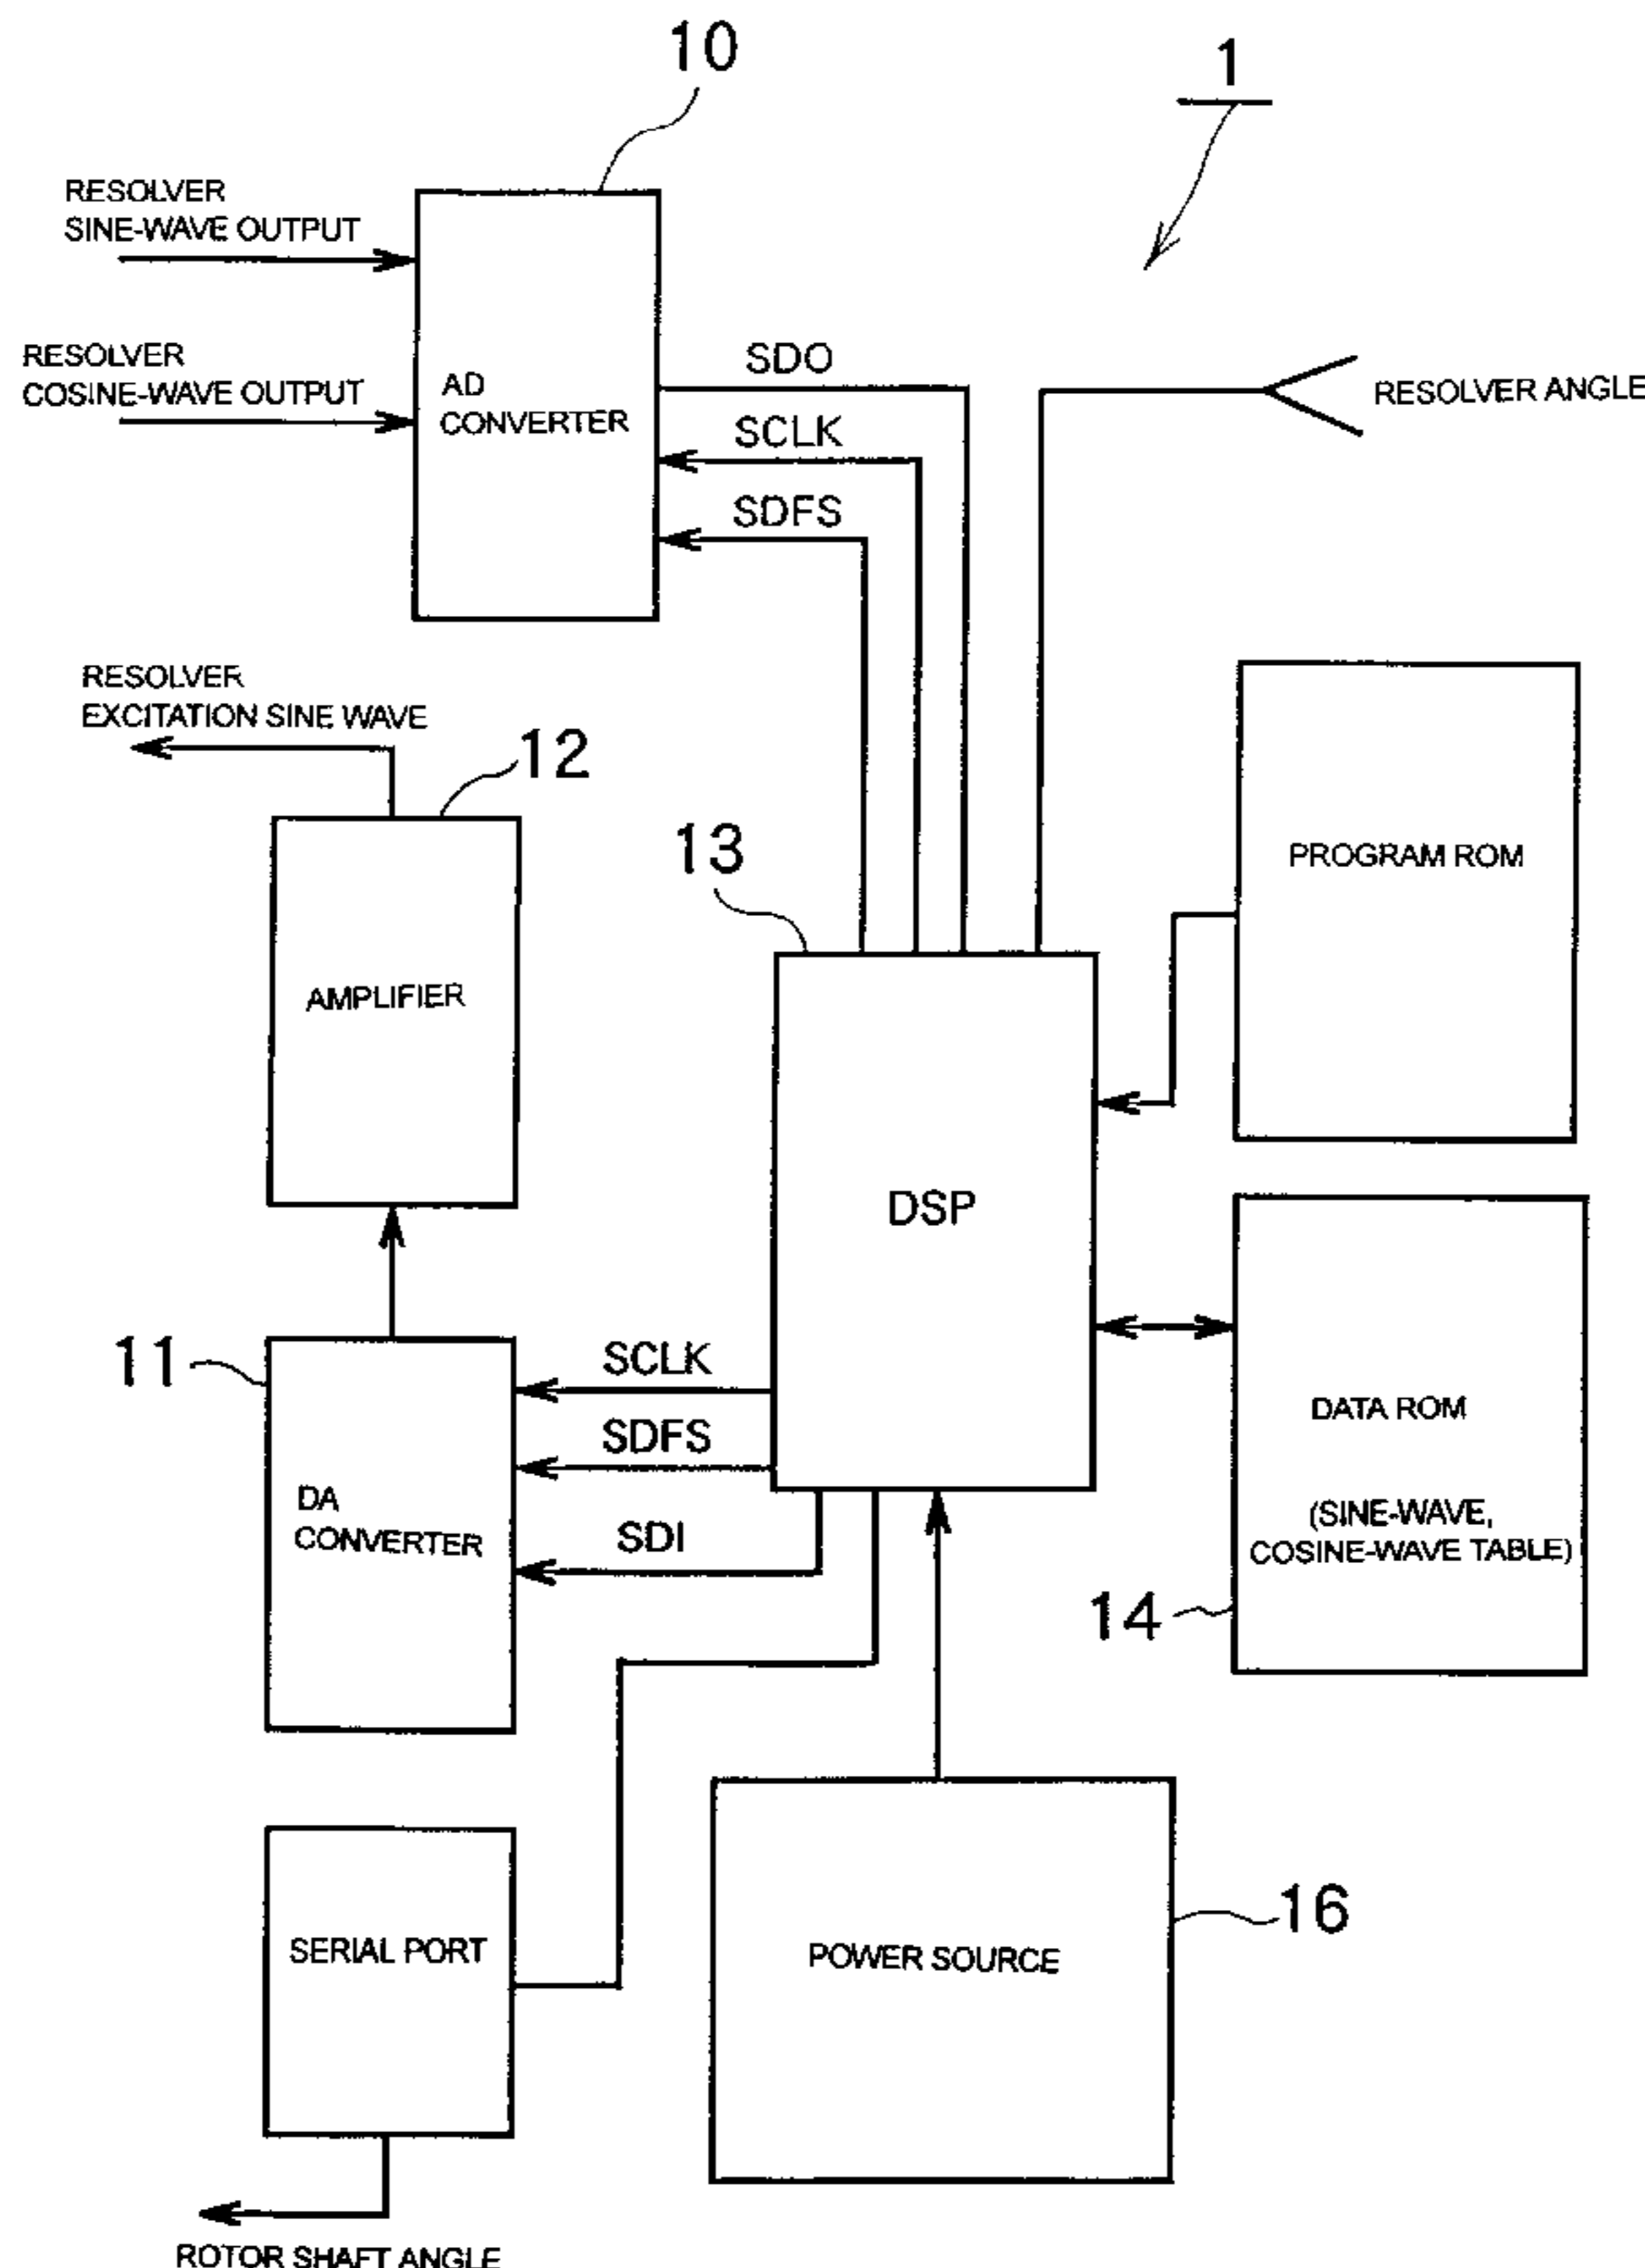 10
1
RESOLVER
SINE-WAVE OUTPUT
RESOLVER
COSINE-WAVE OUTPUT
AD
CONVERTER
SDO
SCLK
SDFS
RESOLVER ANGLE
RESOLVER
EXCITATION SINE WAVE
12
13
PROGRAM ROM
AMPLIFIER
DSP
11
SCLK
SDFS
SDI
DA
CONVERTER
DATA ROM
(SINE-WAVE,
COSINE-WAVE TABLE)
14
SERIAL PORT
POWER SOURCE
16
ROTOR SHAFT ANGLE